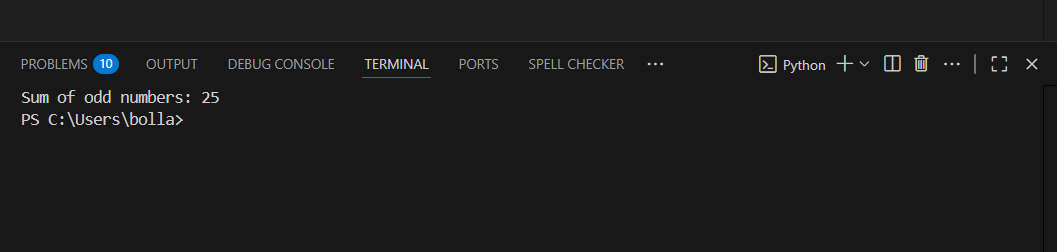 PROBLEMS 10 OUTPUT DEBUG CONSOLE TERMINAL PORTS SPELL CHECKER ··· Python ···
Sum of odd numbers: 25
PS C:\Users\bolla>